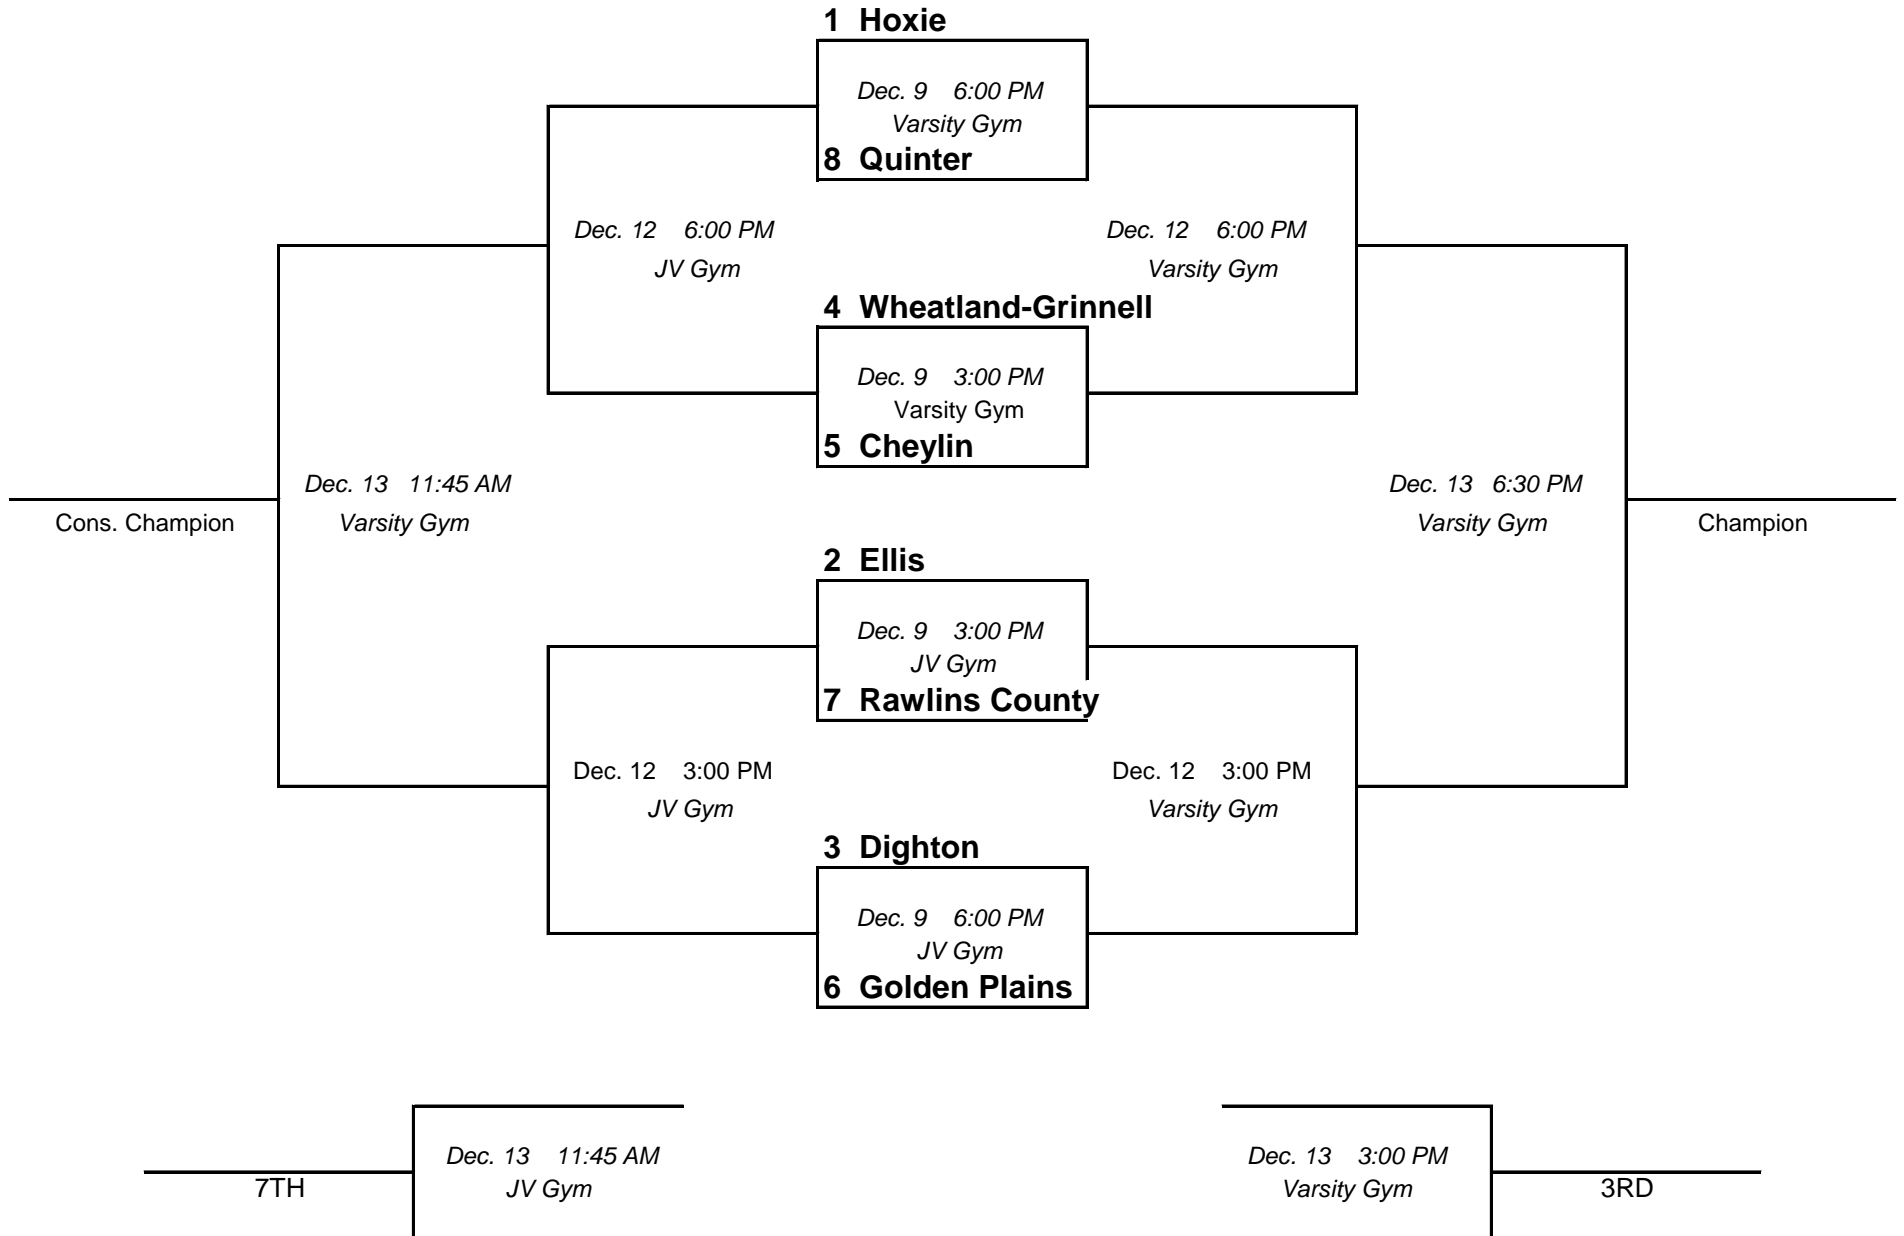 1 Hoxie
Dec. 9 6:00 PM
Varsity Gym
8 Quinter
Dec. 12 6:00 PM
JV Gym
Dec. 12 6:00 PM
Varsity Gym
4 Wheatland-Grinnell
Dec. 9 3:00 PM
Varsity Gym
5 Cheylin
Dec. 13 11:45 AM
Varsity Gym
Cons. Champion
Dec. 13 6:30 PM
Varsity Gym
Champion
2 Ellis
Dec. 9 3:00 PM
JV Gym
7 Rawlins County
Dec. 12 3:00 PM
JV Gym
Dec. 12 3:00 PM
Varsity Gym
3 Dighton
Dec. 9 6:00 PM
JV Gym
6 Golden Plains
Dec. 13 11:45 AM
JV Gym
7TH
Dec. 13 3:00 PM
Varsity Gym
3RD